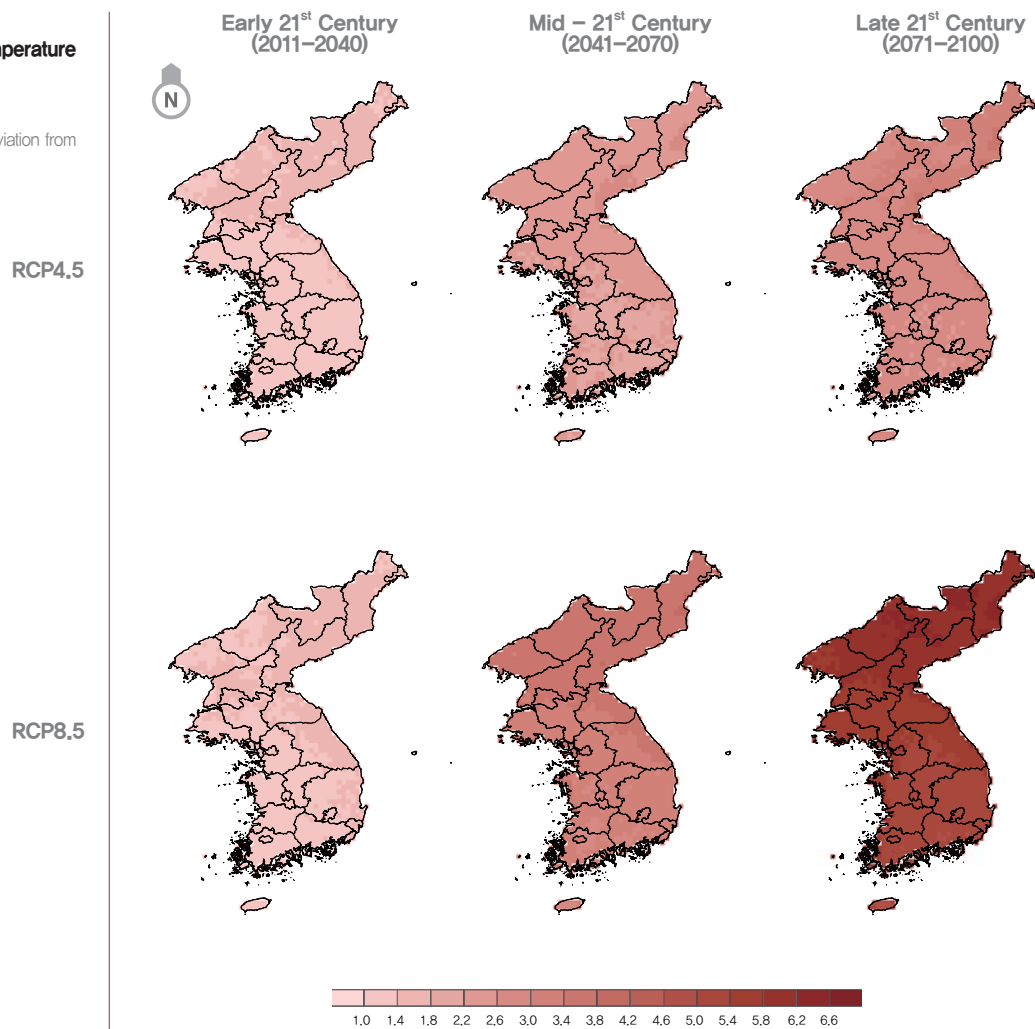 Early 21st Century
(2011–2040)
Mid – 21st Century
(2041–2070)
Late 21st Century
(2071–2100)
perature
N
viation from
RCP4.5
RCP8.5
1.0 1.4 1.8 2.2 2.6 3.0 3.4 3.8 4.2 4.6 5.0 5.4 5.8 6.2 6.6